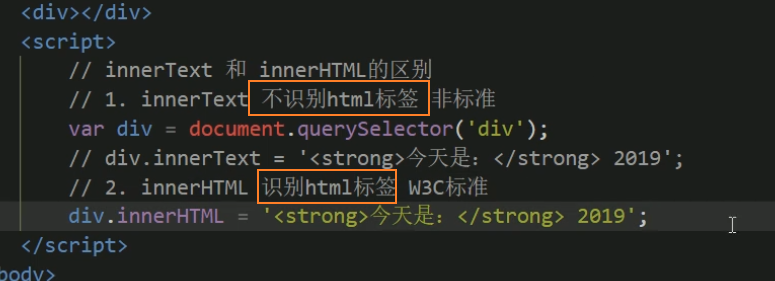 <div></div>
<script>
// innerText 和 innerHTML的区别
// 1. innerText 不识别html标签 非标准
var div = document.querySelector('div');
// div.innerText = '<strong>今天是：</strong> 2019';
// 2. innerHTML 识别html标签 W3C标准
div.innerHTML = '<strong>今天是：</strong> 2019';
</script>
body>